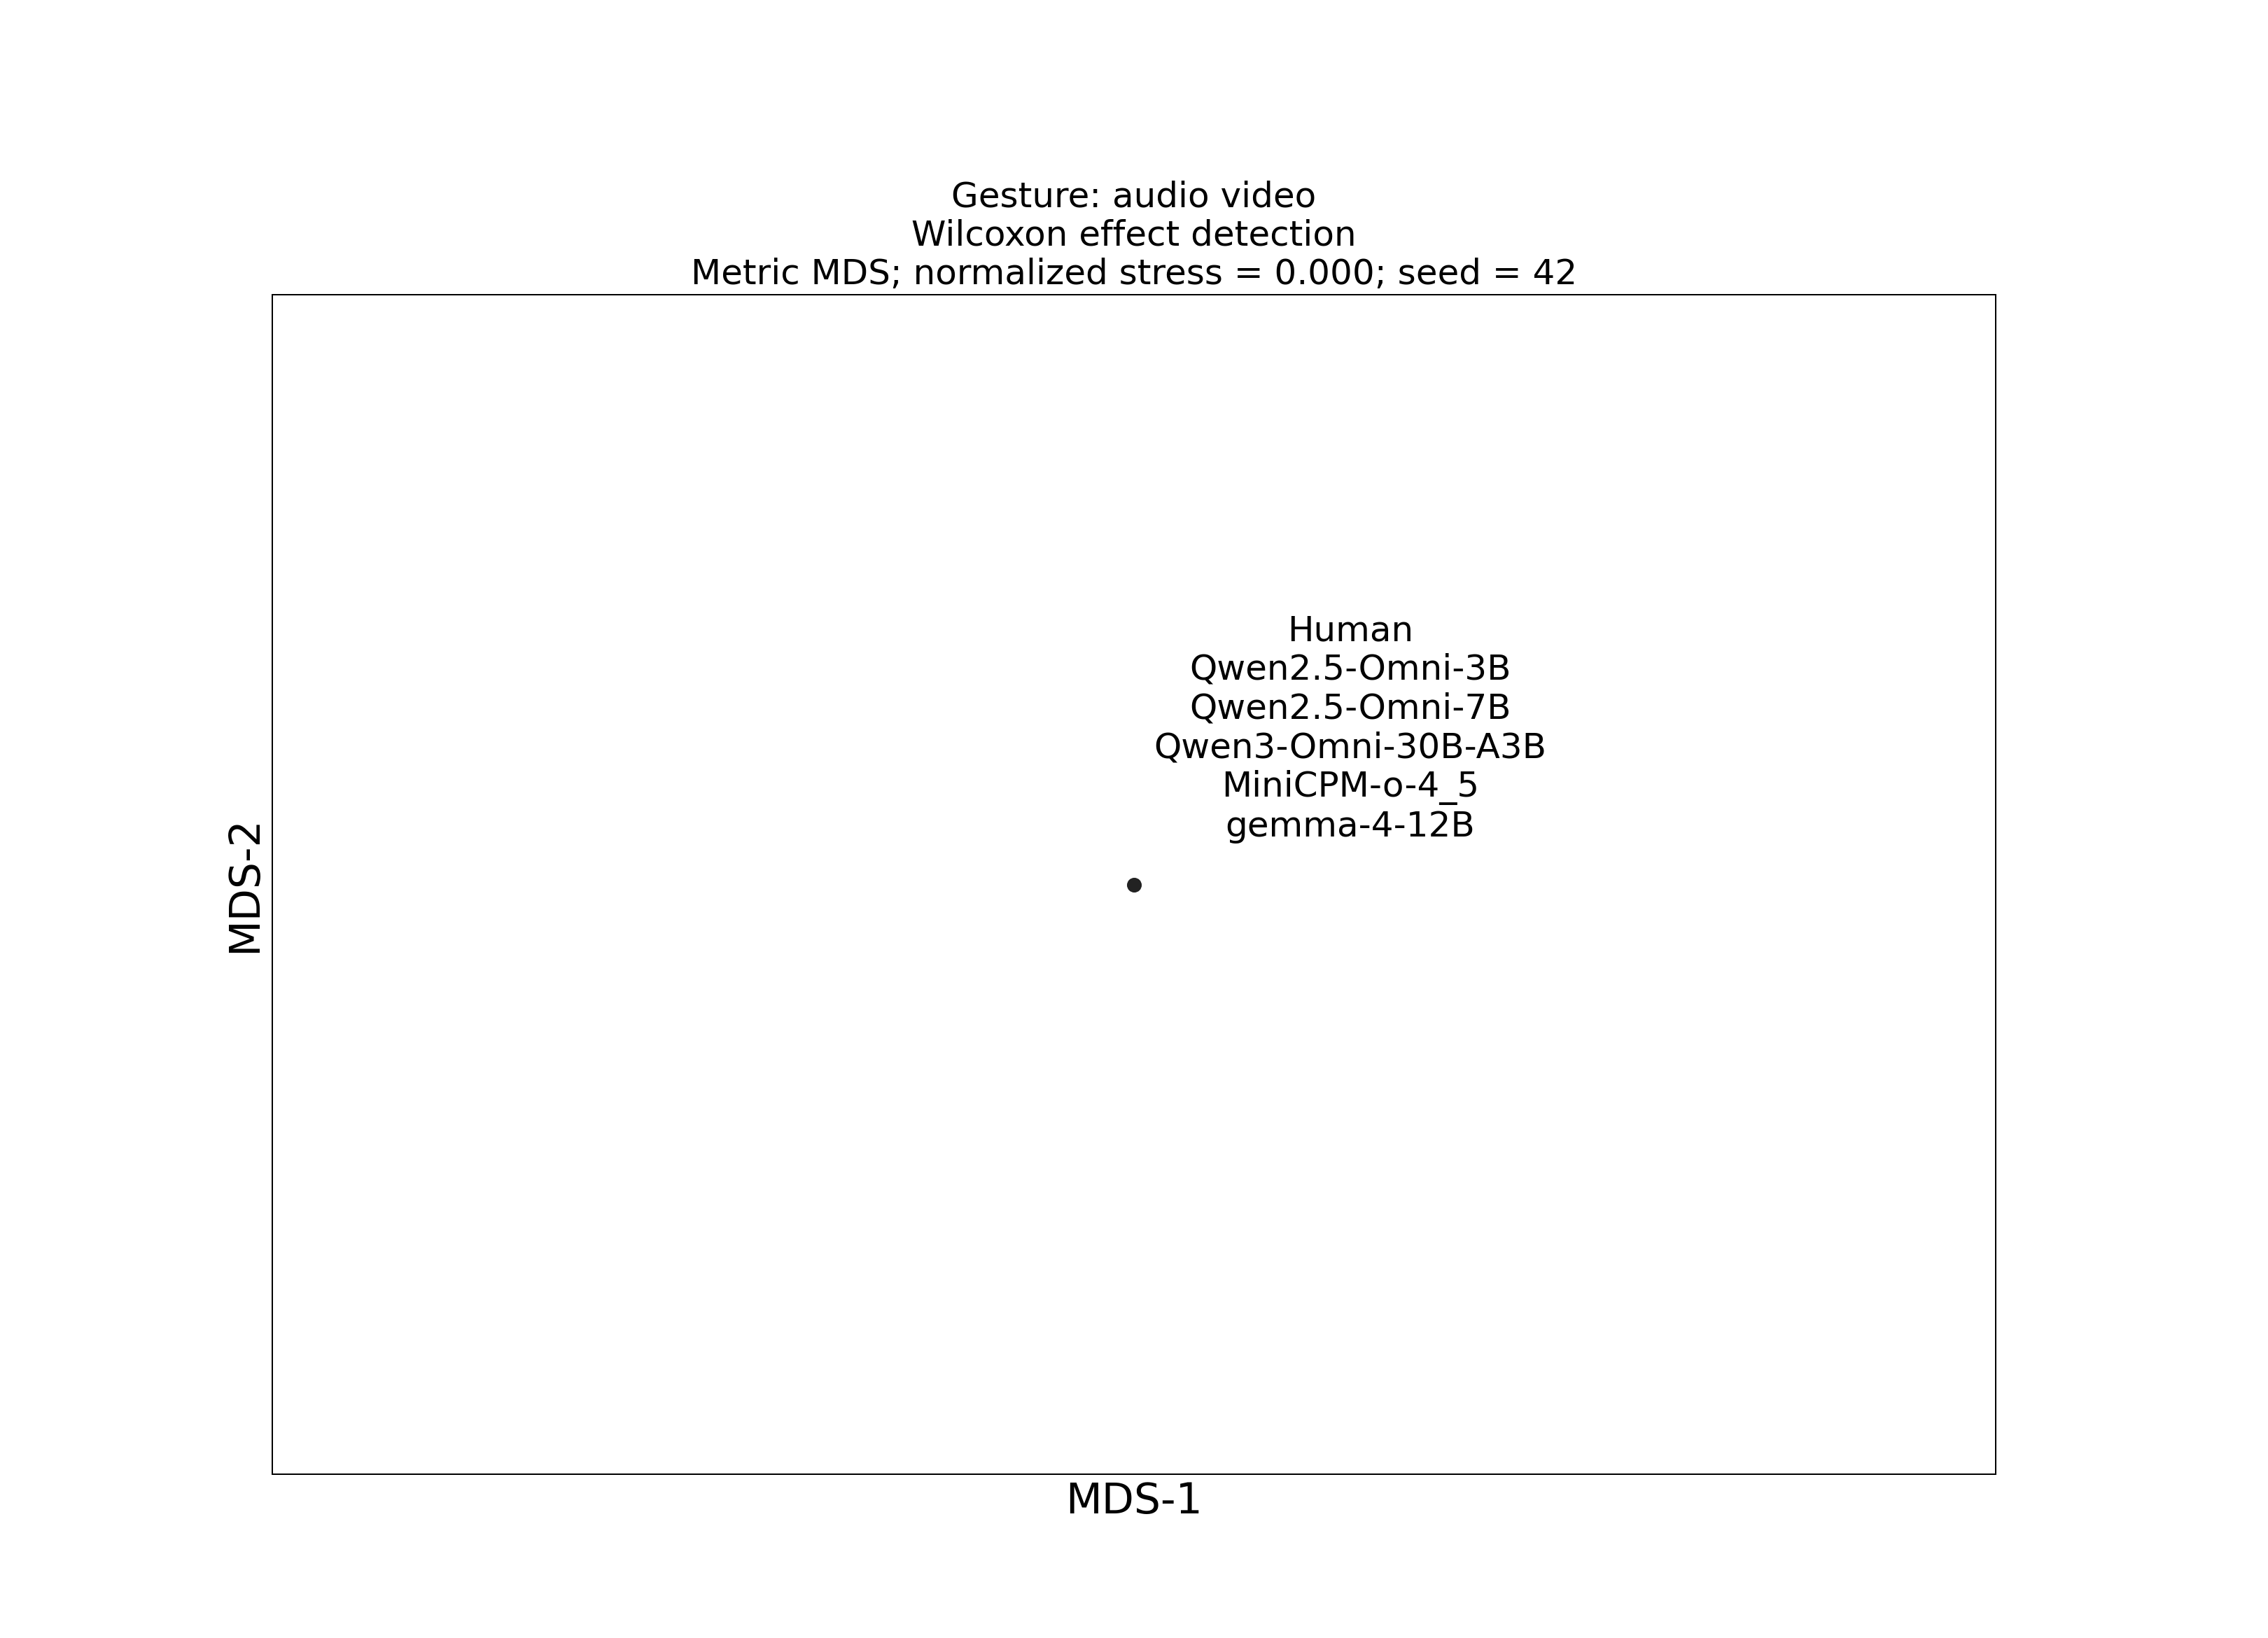 Gesture: audio video
Wilcoxon effect detection
Metric MDS; normalized stress = 0.000; seed = 42
Human
Qwen2.5-Omni-3B
Qwen2.5-Omni-7B
Qwen3-Omni-30B-A3B
MiniCPM-o-4_5
gemma-4-12B
MDS-2
MDS-1